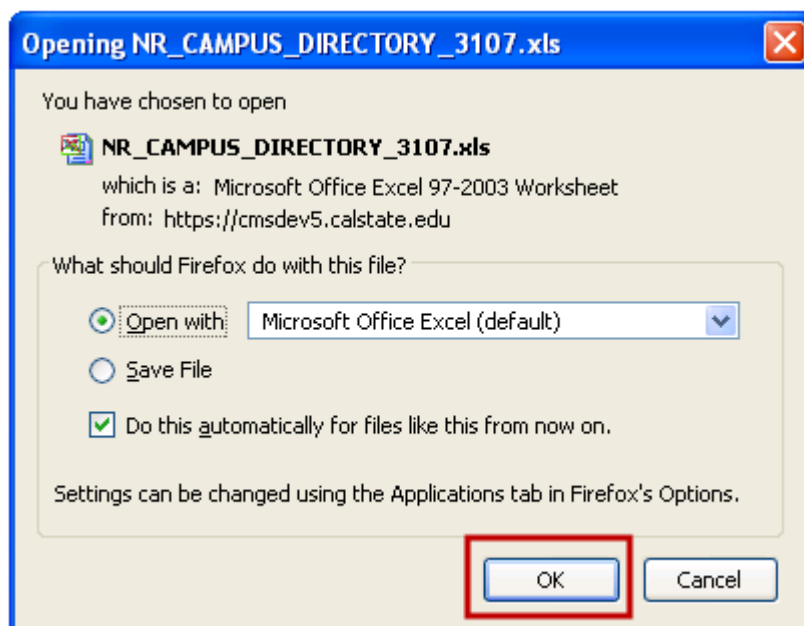 Opening NR_CAMPUS_DIRECTORY_3107.xls
You have chosen to open
NR_CAMPUS_DIRECTORY_3107.xls
which is a: Microsoft Office Excel 97-2003 Worksheet
from: https://cmsdev5.calstate.edu
What should Firefox do with this file?
Open with Microsoft Office Excel (default)
Save File
Do this automatically for files like this from now on.
Settings can be changed using the Applications tab in Firefox's Options.
OK Cancel